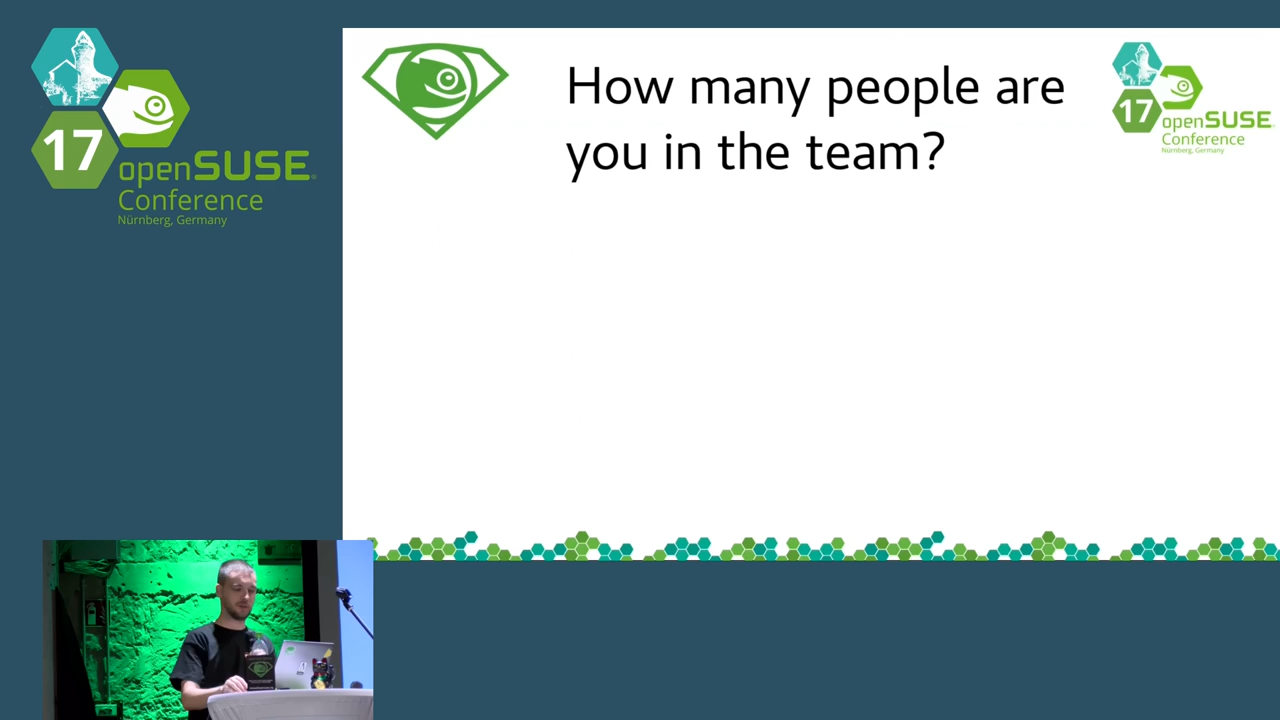 17
openSUSE®
Conference
Nürnberg, Germany
How many people are
you in the team?
17
openSUSE
Conference
Nürnberg, Germany